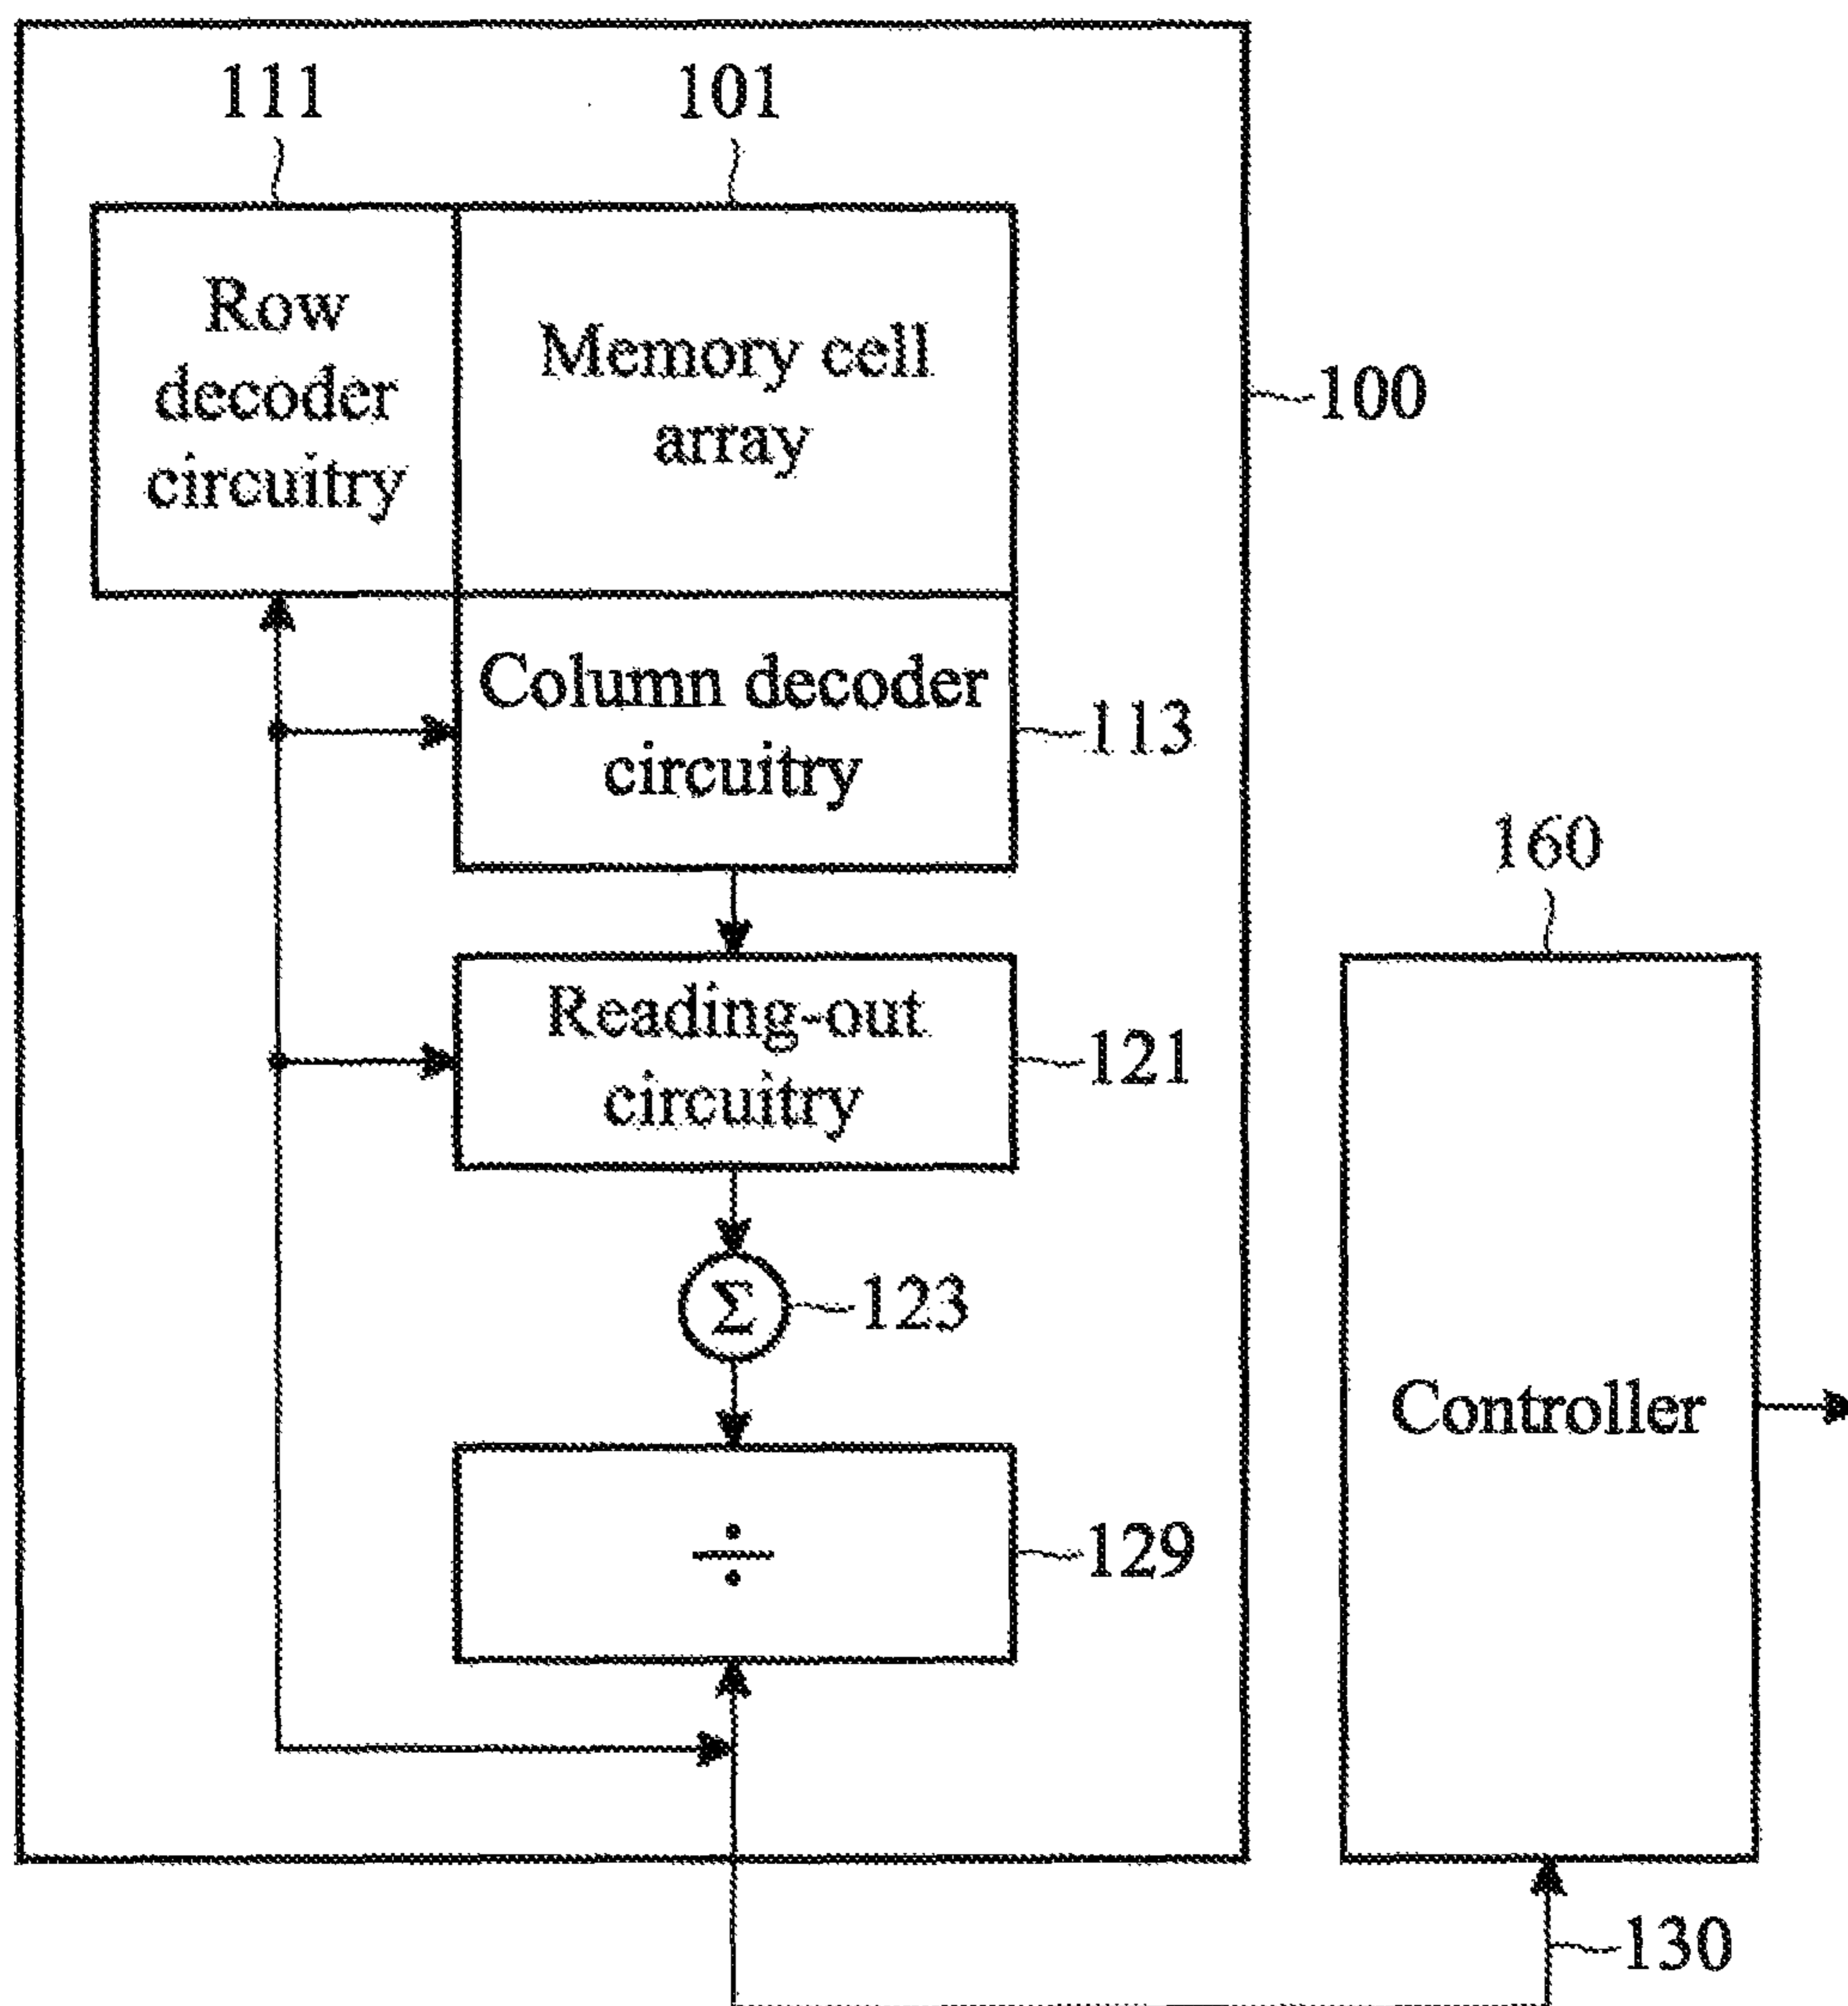 111
101
Row
decoder
circuitry
Memory cell
array
100
Column decoder
circuitry
113
160
Reading-out
circuitry
121
Σ
123
Controller
÷
129
130